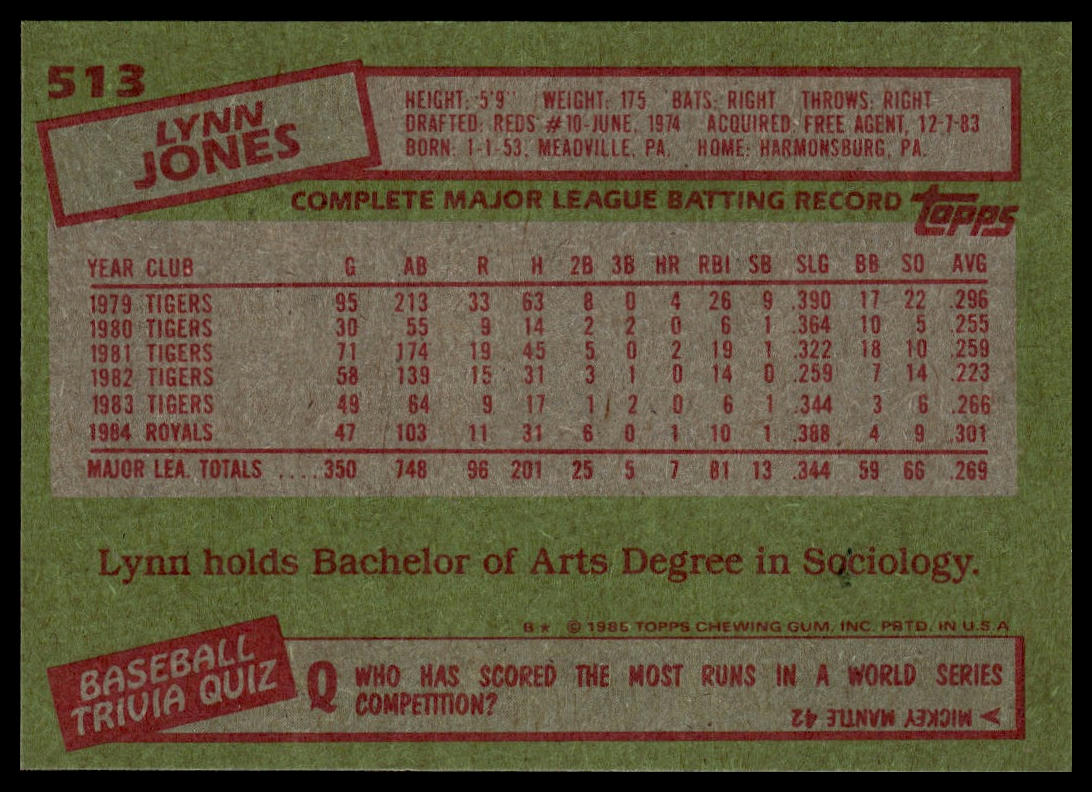 513
LYNN
JONES
HEIGHT: 5'9" WEIGHT: 175 BATS: RIGHT THROWS: RIGHT
DRAFTED: REDS #10-JUNE, 1974 ACQUIRED: FREE AGENT, 12-7-83
BORN: 1-1-53, MEADVILLE, PA. HOME: HARMONSBURG, PA.
COMPLETE MAJOR LEAGUE BATTING RECORD topps
YEAR CLUB G AB R H 2B 3B HR RBI SB SLG BB SO AVG
1979 TIGERS 95 213 33 63 8 0 4 26 9 .390 17 22 .296
1980 TIGERS 30 55 9 14 2 2 0 6 1 .364 10 5 .255
1981 TIGERS 71 174 19 45 5 0 2 19 1 .322 18 10 .259
1982 TIGERS 58 139 15 31 3 1 0 14 0 .259 7 14 .223
1983 TIGERS 49 64 9 17 1 2 0 6 1 .344 3 6 .266
1984 ROYALS 47 103 11 31 6 0 1 10 1 .388 4 9 .301
MAJOR LEA. TOTALS ....350 748 96 201 25 5 7 81 13 .344 59 66 .269
Lynn holds Bachelor of Arts Degree in Sociology.
B* © 1985 TOPPS CHEWING GUM, INC. PRTD. IN U.S.A
BASEBALL
TRIVIA QUIZ
Q WHO HAS SCORED THE MOST RUNS IN A WORLD SERIES
COMPETITION?
A MICKEY MANTLE 42